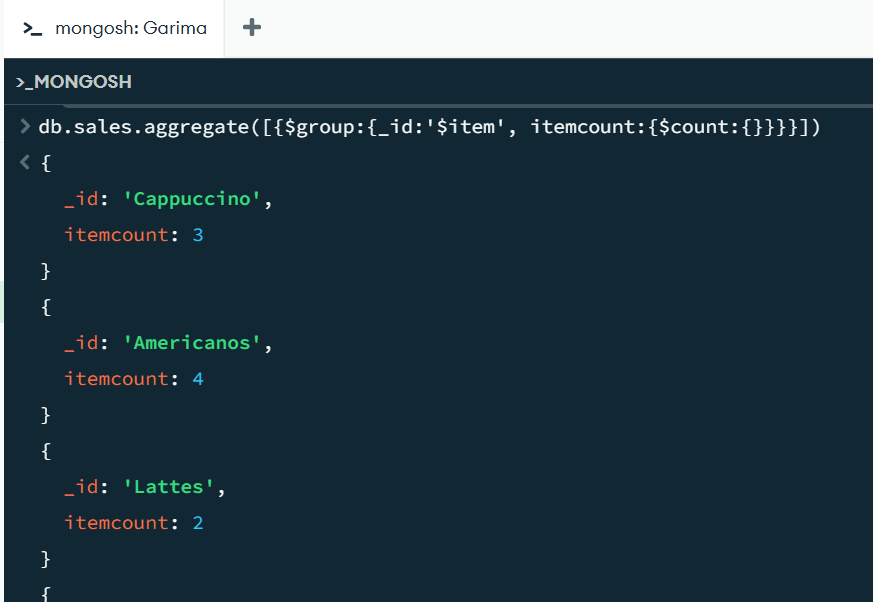 >_ mongosh: Garima +
>_MONGOSH
> db.sales.aggregate([{$group:{_id:'$item', itemcount:{$count:{}}}}])
< {
_id: 'Cappuccino',
itemcount: 3
}
{
_id: 'Americanos',
itemcount: 4
}
{
_id: 'Lattes',
itemcount: 2
}
{